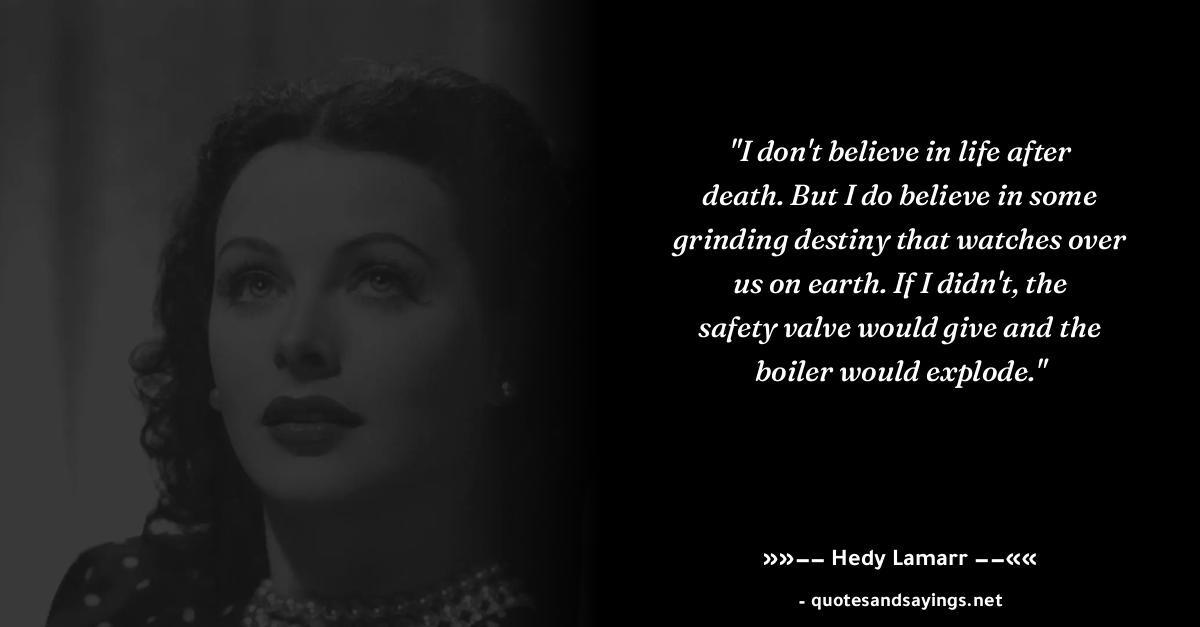 "I don't believe in life after
death. But I do believe in some
grinding destiny that watches over
us on earth. If I didn't, the
safety valve would give and the
boiler would explode."
»»−− Hedy Lamarr −−««
- quotesandsayings.net